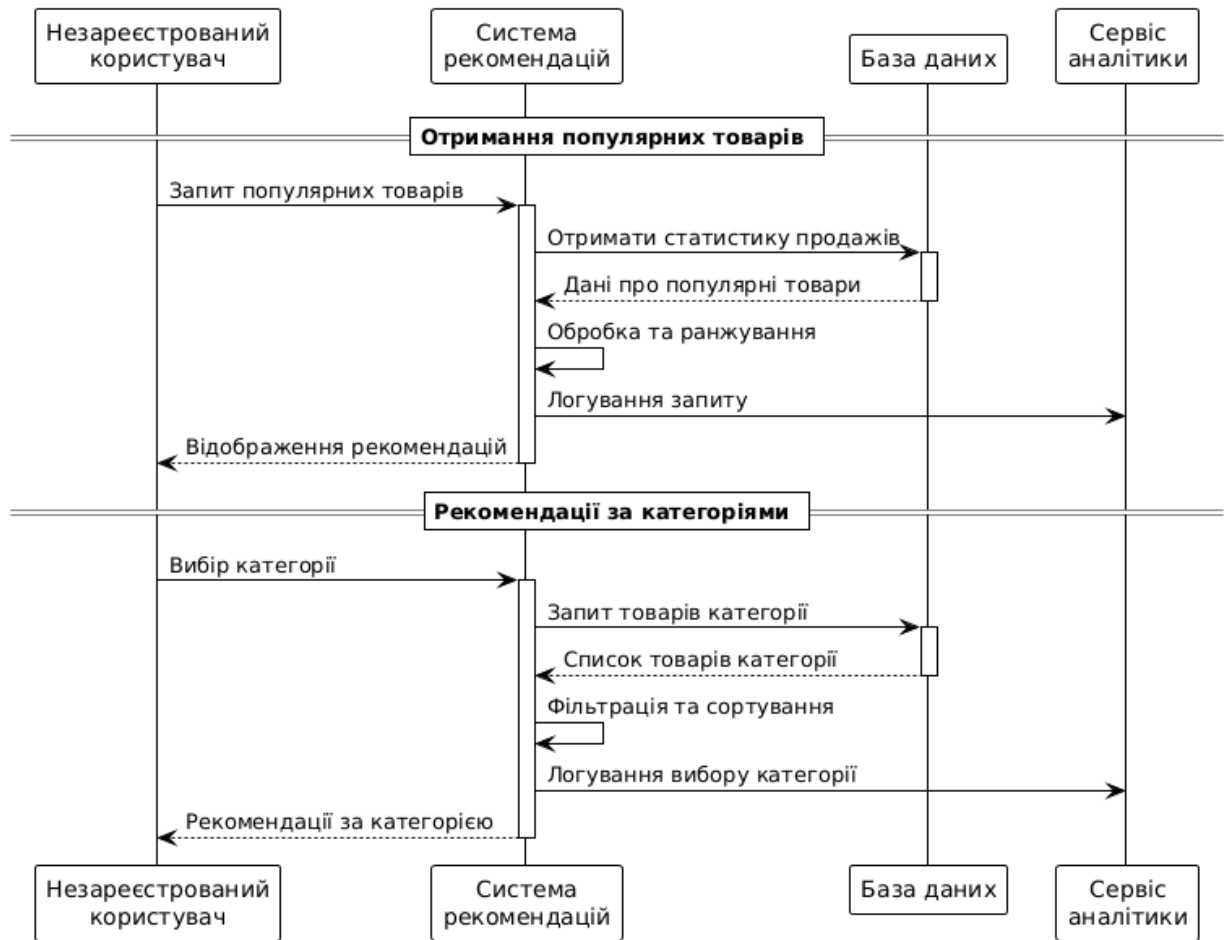 Незареєстрований
користувач
Система
рекомендацій
База даних
Сервіс
аналітики
Отримання популярних товарів
Запит популярних товарів
Отримати статистику продажів
Дані про популярні товари
Обробка та ранжування
Логування запиту
Відображення рекомендацій
Рекомендації за категоріями
Вибір категорії
Запит товарів категорії
Список товарів категорії
Фільтрація та сортування
Логування вибору категорії
Рекомендації за категорією
Незареєстрований
користувач
Система
рекомендацій
База даних
Сервіс
аналітики